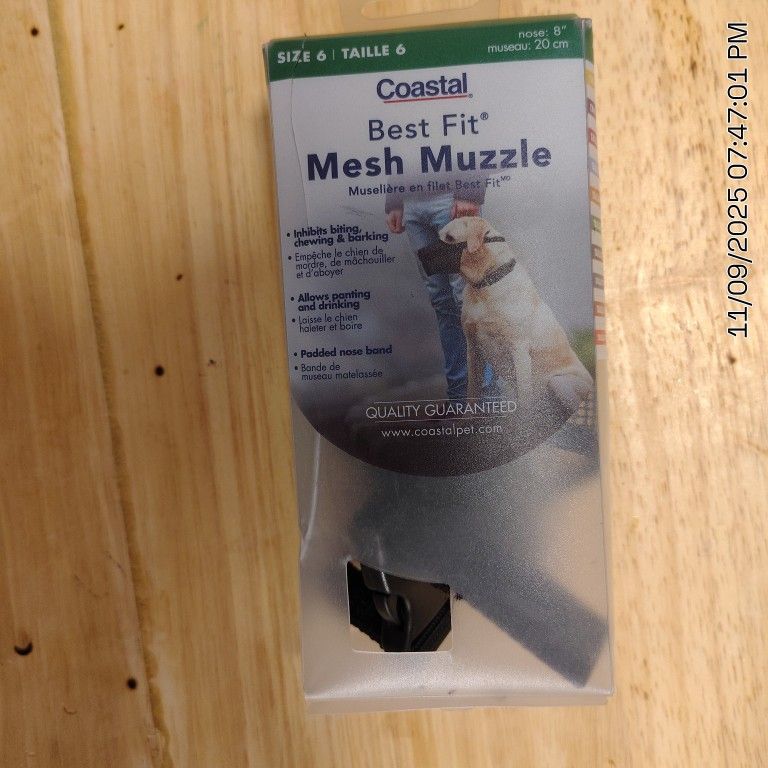 SIZE 6 | TAILLE 6
nose: 8"
museau: 20 cm
Coastal®
Best Fit®
Mesh Muzzle
Muselière en filet Best Fit MD
• Inhibits biting,
chewing & barking
• Empêche le chien de
mordre, de mâchouiller
et d'aboyer
• Allows panting
and drinking
• Laisse le chien
haleter et boire
• Padded nose band
• Bande de
museau matelassée
QUALITY GUARANTEED
www.coastalpet.com
11/09/2025 07:47:01 PM